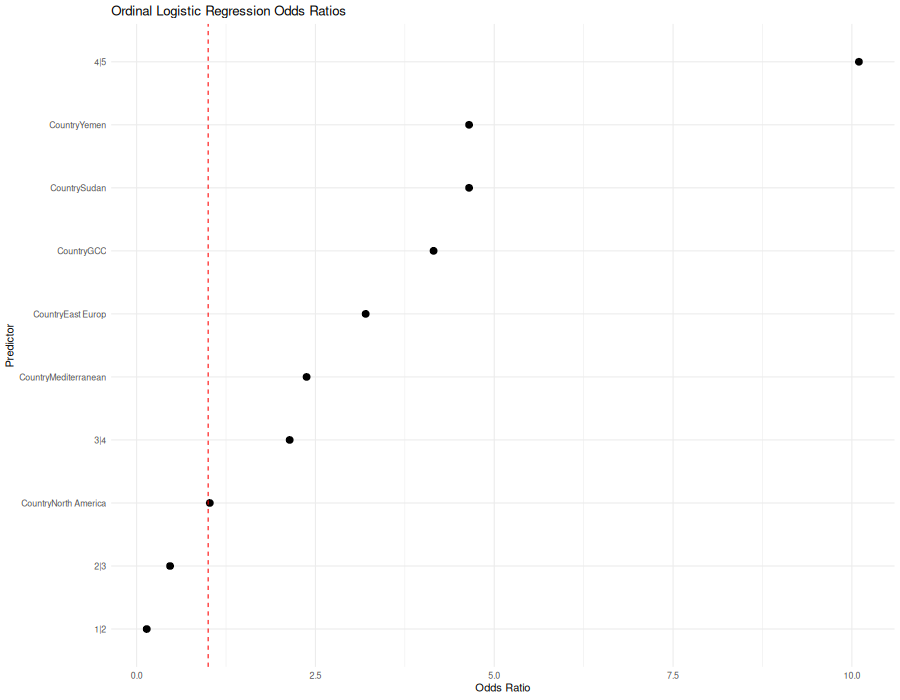 Ordinal Logistic Regression Odds Ratios
4|5
CountryYemen
CountrySudan
CountryGCC
CountryEast Europ
CountryMediterranean
3|4
CountryNorth America
2|3
1|2
Predictor
0.0 2.5 5.0 7.5 10.0
Odds Ratio